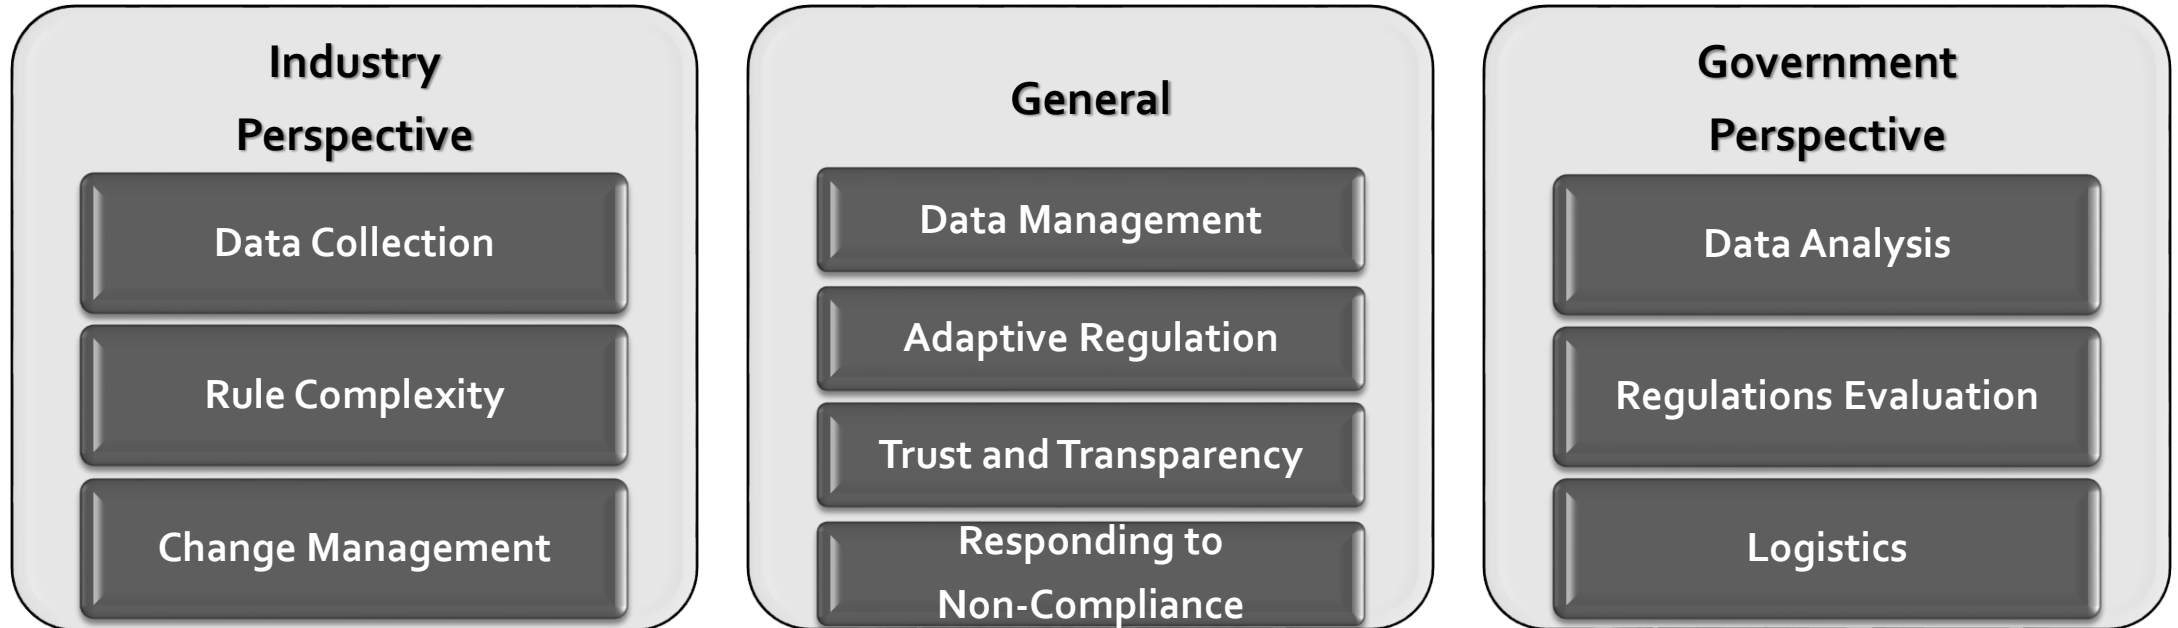 Industry
Perspective
Data Collection
Rule Complexity
Change Management
General
Data Management
Adaptive Regulation
Trust and Transparency
Responding to
Non-Compliance
Government
Perspective
Data Analysis
Regulations Evaluation
Logistics